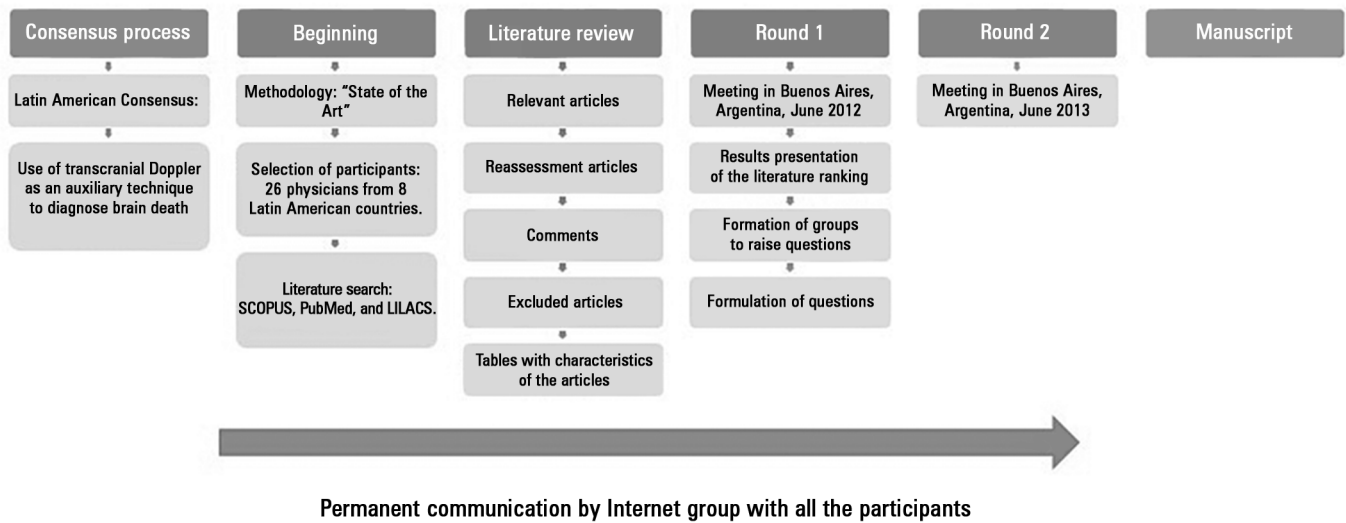 Consensus process
Latin American Consensus:
Use of transcranial Doppler
as an auxiliary technique
to diagnose brain death
Beginning
Methodology: “State of the
Art”
Selection of participants:
26 physicians from 8
Latin American countries.
Literature search:
SCOPUS, PubMed, and LILACS.
Literature review
Relevant articles
Reassessment articles
Comments
Excluded articles
Tables with characteristics
of the articles
Round 1
Meeting in Buenos Aires,
Argentina, June 2012
Results presentation
of the literature ranking
Formation of groups
to raise questions
Formulation of questions
Round 2
Meeting in Buenos Aires,
Argentina, June 2013
Manuscript
Permanent communication by Internet group with all the participants